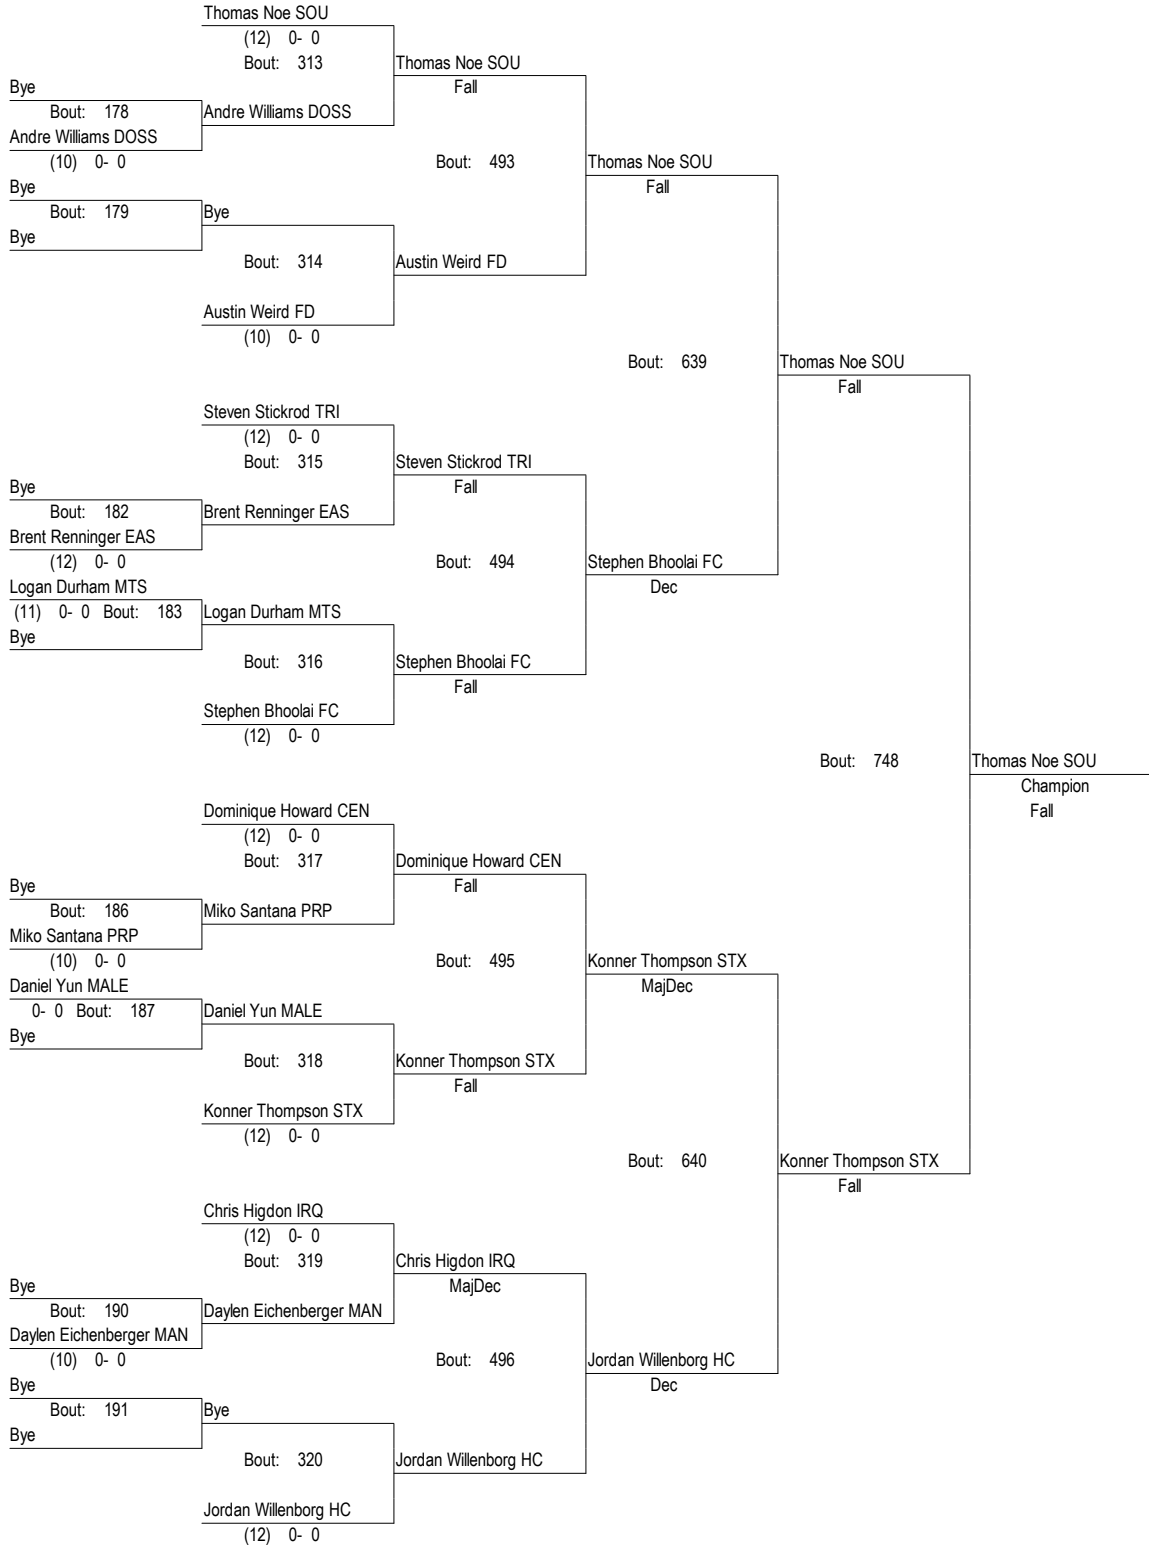 Thomas Noe SOU
(12) 0- 0
Bout: 313
Thomas Noe SOU
Fall
Bye
Bout: 178
Andre Williams DOSS
Andre Williams DOSS
(10) 0- 0
Bout: 493
Thomas Noe SOU
Fall
Bye
Bout: 179
Bye
Bye
Bout: 314
Austin Weird FD
Austin Weird FD
(10) 0- 0
Bout: 639
Thomas Noe SOU
Fall
Steven Stickrod TRI
(12) 0- 0
Bout: 315
Steven Stickrod TRI
Fall
Bye
Bout: 182
Brent Renninger EAS
Brent Renninger EAS
(12) 0- 0
Bout: 494
Stephen Bhoolai FC
Dec
Logan Durham MTS
(11) 0- 0 Bout: 183
Logan Durham MTS
Bye
Bout: 316
Stephen Bhoolai FC
Fall
Stephen Bhoolai FC
(12) 0- 0
Bout: 748
Thomas Noe SOU
Champion
Fall
Dominique Howard CEN
(12) 0- 0
Bout: 317
Dominique Howard CEN
Fall
Bye
Bout: 186
Miko Santana PRP
Miko Santana PRP
(10) 0- 0
Bout: 495
Konner Thompson STX
MajDec
Daniel Yun MALE
0- 0 Bout: 187
Daniel Yun MALE
Bye
Bout: 318
Konner Thompson STX
Fall
Konner Thompson STX
(12) 0- 0
Bout: 640
Konner Thompson STX
Fall
Chris Higdon IRQ
(12) 0- 0
Bout: 319
Chris Higdon IRQ
MajDec
Bye
Bout: 190
Daylen Eichenberger MAN
Daylen Eichenberger MAN
(10) 0- 0
Bout: 496
Jordan Willenborg HC
Dec
Bye
Bout: 191
Bye
Bye
Bout: 320
Jordan Willenborg HC
Jordan Willenborg HC
(12) 0- 0